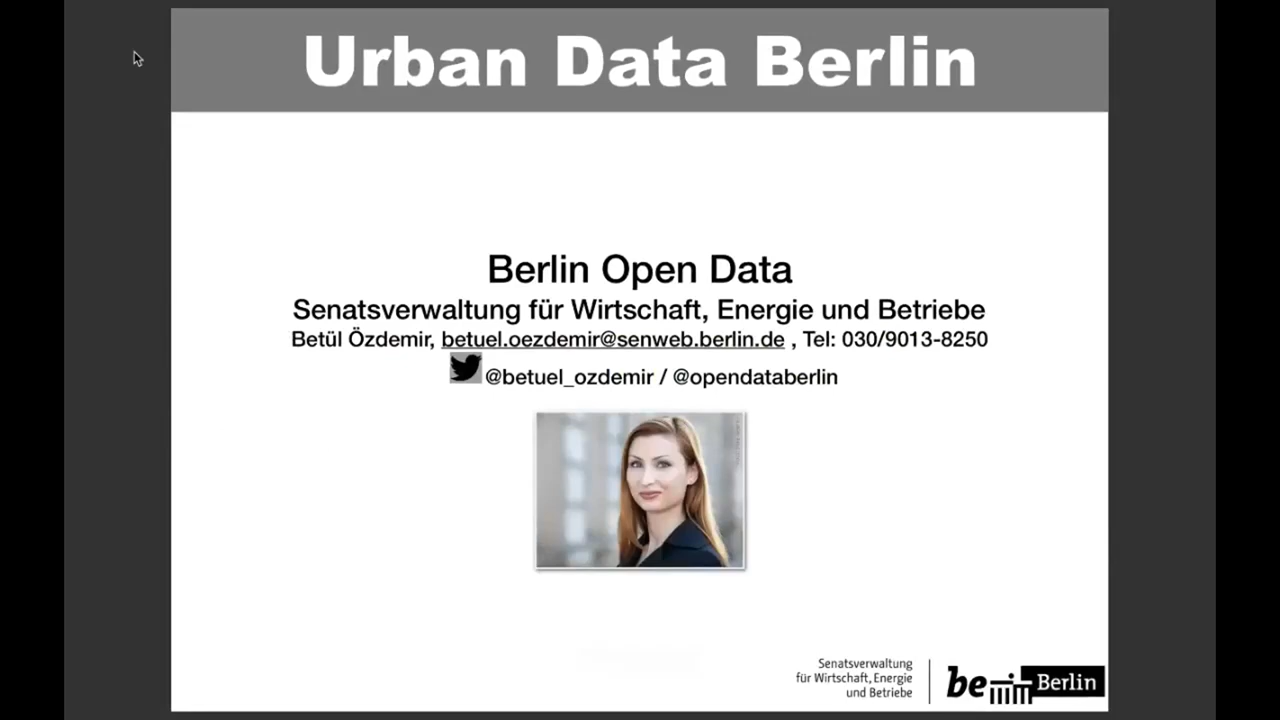 Urban Data Berlin
Berlin Open Data
Senatsverwaltung für Wirtschaft, Energie und Betriebe
Betül Özdemir, betuel.oezdemir@senweb.berlin.de , Tel: 030/9013-8250
@betuel_ozdemir / @opendataberlin
Senatsverwaltung
für Wirtschaft, Energie
und Betriebe
be Berlin